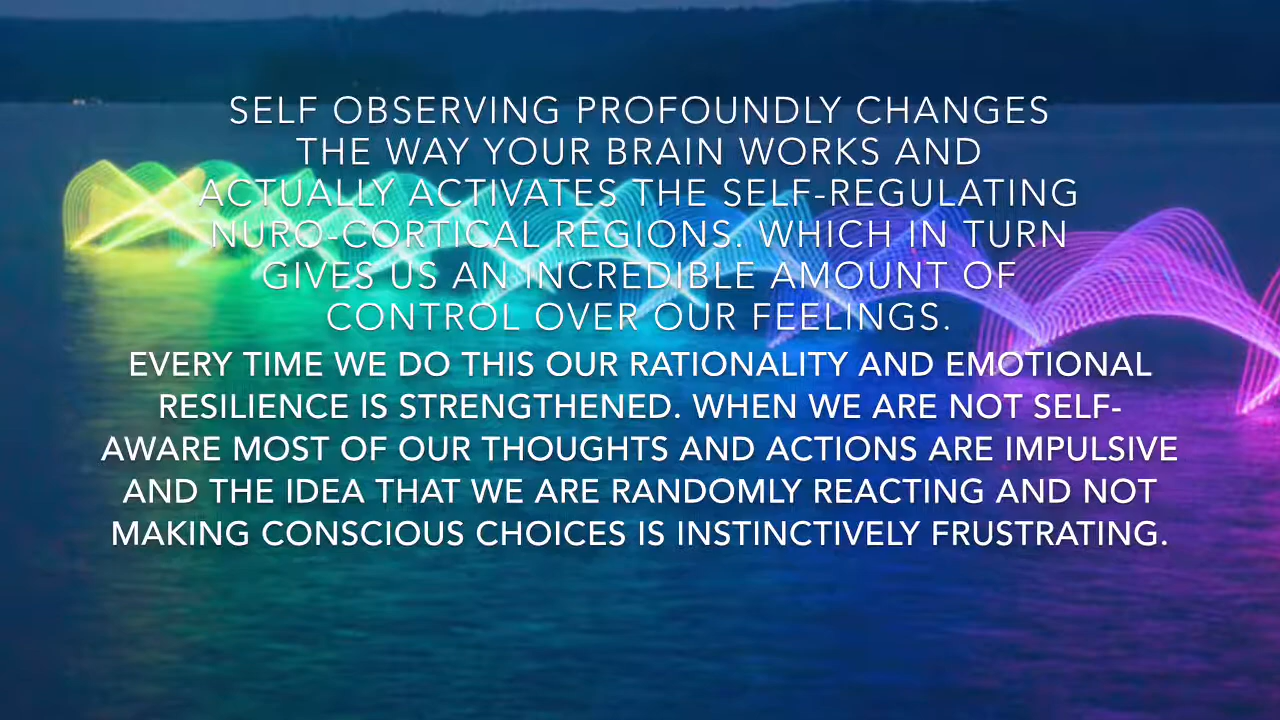 SELF OBSERVING PROFOUNDLY CHANGES
THE WAY YOUR BRAIN WORKS AND
ACTUALLY ACTIVATES THE SELF-REGULATING
NURO-CORTICAL REGIONS. WHICH IN TURN
GIVES US AN INCREDIBLE AMOUNT OF
CONTROL OVER OUR FEELINGS.
EVERY TIME WE DO THIS OUR RATIONALITY AND EMOTIONAL
RESILIENCE IS STRENGTHENED. WHEN WE ARE NOT SELF-
AWARE MOST OF OUR THOUGHTS AND ACTIONS ARE IMPULSIVE
AND THE IDEA THAT WE ARE RANDOMLY REACTING AND NOT
MAKING CONSCIOUS CHOICES IS INSTINCTIVELY FRUSTRATING.